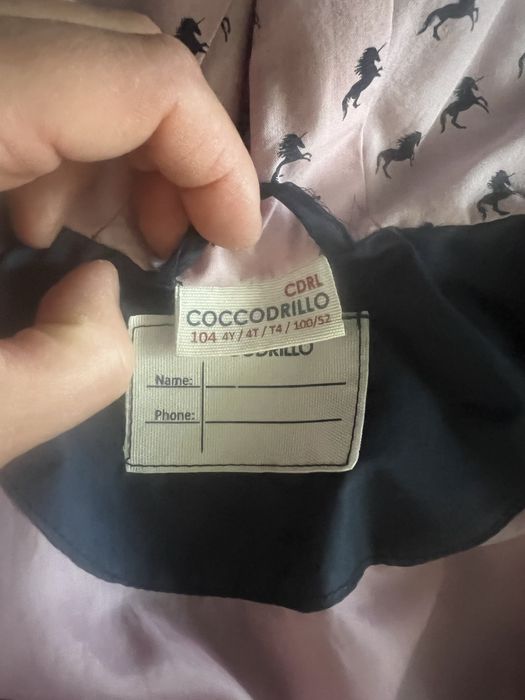 CDRL
COCCODRILLO
104 4Y / 4T / T4 / 100/52
Name:
Phone: